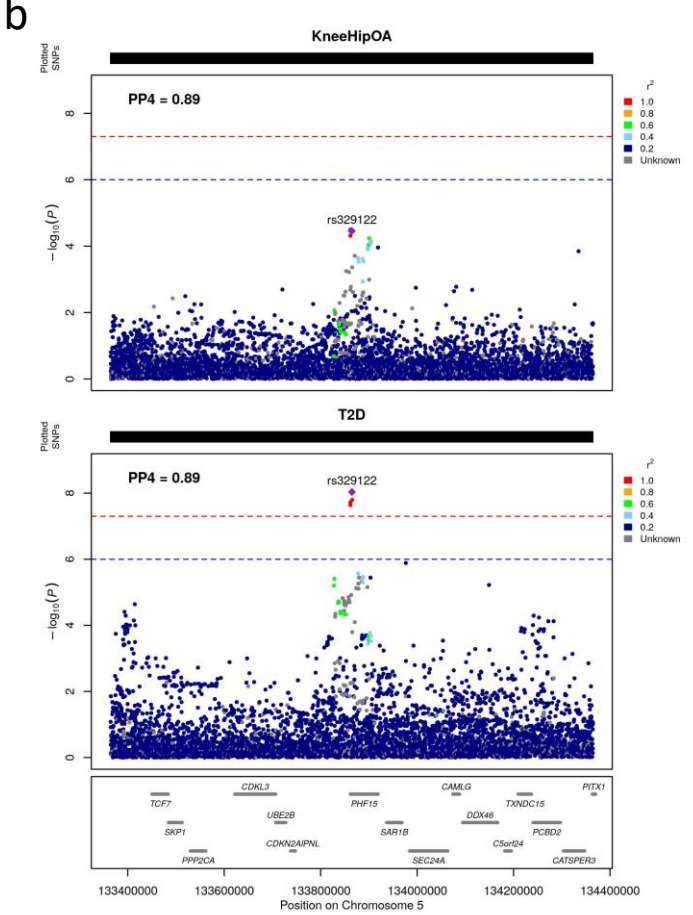 b
KneeHipOA
Plotted
SNPs
PP4 = 0.89
r2
1.0
0.8
0.6
0.4
0.2
Unknown
8
6
4
2
0
−log10(P)
rs329122
T2D
Plotted
SNPs
PP4 = 0.89
r2
1.0
0.8
0.6
0.4
0.2
Unknown
8
6
4
2
0
−log10(P)
rs329122
CDKL3 CAMLG PITX1
TCF7 PHF15 TXNDC15
UBE2B DDX46
SKP1 SAR1B PCBD2
CDKN2AIPNL C5orf24
PPP2CA SEC24A CATSPER3
133400000 133600000 133800000 134000000 134200000 134400000
Position on Chromosome 5